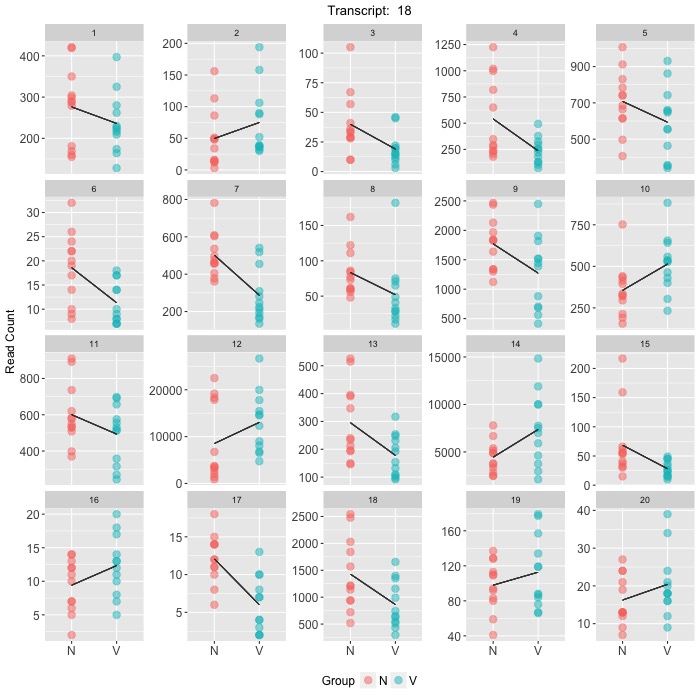 Transcript: 18
1 2 3 4 5
400 300 200
200 150 100 50 0
100 75 50 25 0
1250 1000 750 500 250
900 700 500
6 7 8 9 10
30 25 20 15 10
800 600 400 200
150 100 50
2500 2000 1500 1000 500
750 500 250
Read Count
11 12 13 14 15
800 600 400
20000 10000 0
500 400 300 200 100
15000 10000 5000
200 150 100 50 0
16 17 18 19 20
20 15 10 5
15 10 5
2500 2000 1500 1000 500
160 120 80 40
40 30 20 10
N V N V N V N V N V
Group N V